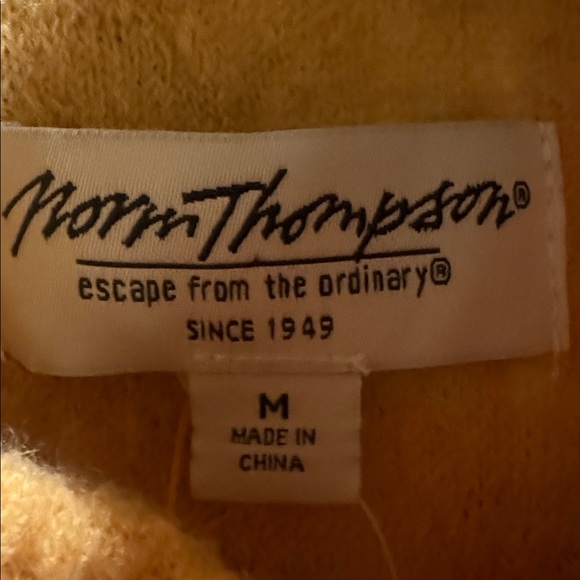 Norm Thompson®
escape from the ordinary®
SINCE 1949
M
MADE IN
CHINA